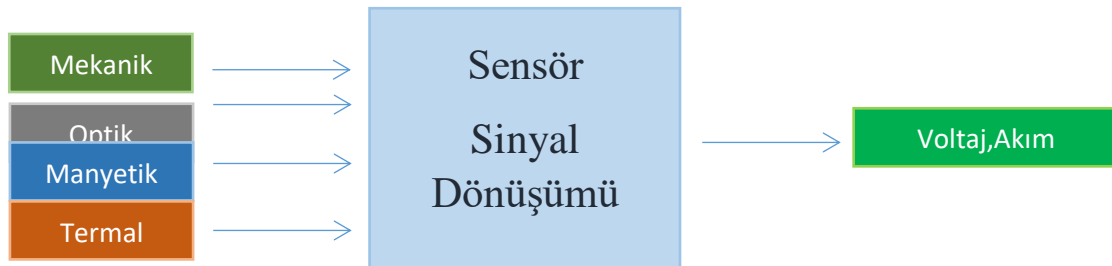 Mekanik
Optik
Manyetik
Termal
Sensör
Sinyal
Dönüşümü
Voltaj,Akım